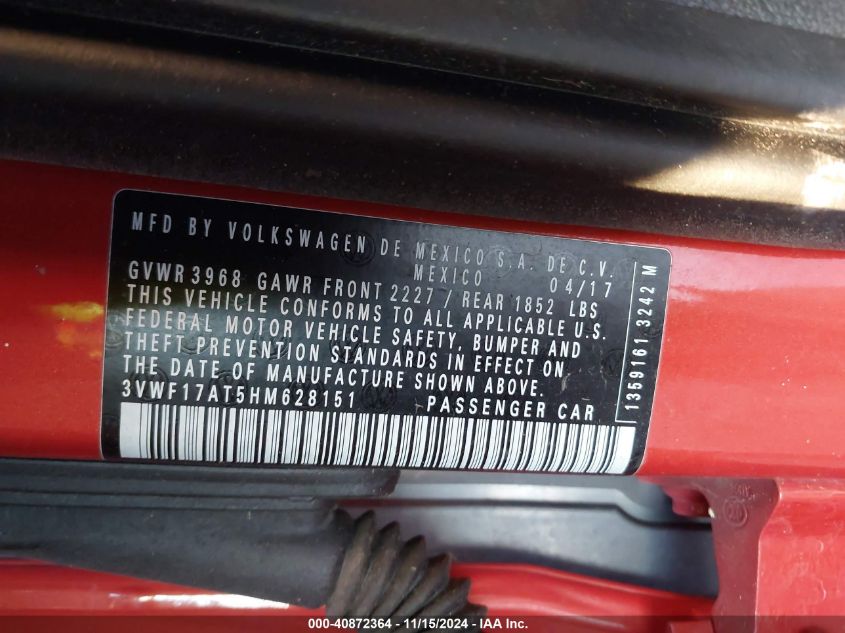 MFD BY VOLKSWAGEN DE MEXICO S.A. DE C.V.
MEXICO 04/17
GVWR 3968 GAWR FRONT 2227 / REAR 1852 LBS
THIS VEHICLE CONFORMS TO ALL APPLICABLE U.S.
FEDERAL MOTOR VEHICLE SAFETY, BUMPER AND
THEFT PREVENTION STANDARDS IN EFFECT ON
THE DATE OF MANUFACTURE SHOWN ABOVE.
3VWF17AT5HM628151 PASSENGER CAR
1359161 3242 M
000-40872364 - 11/15/2024 - IAA Inc.